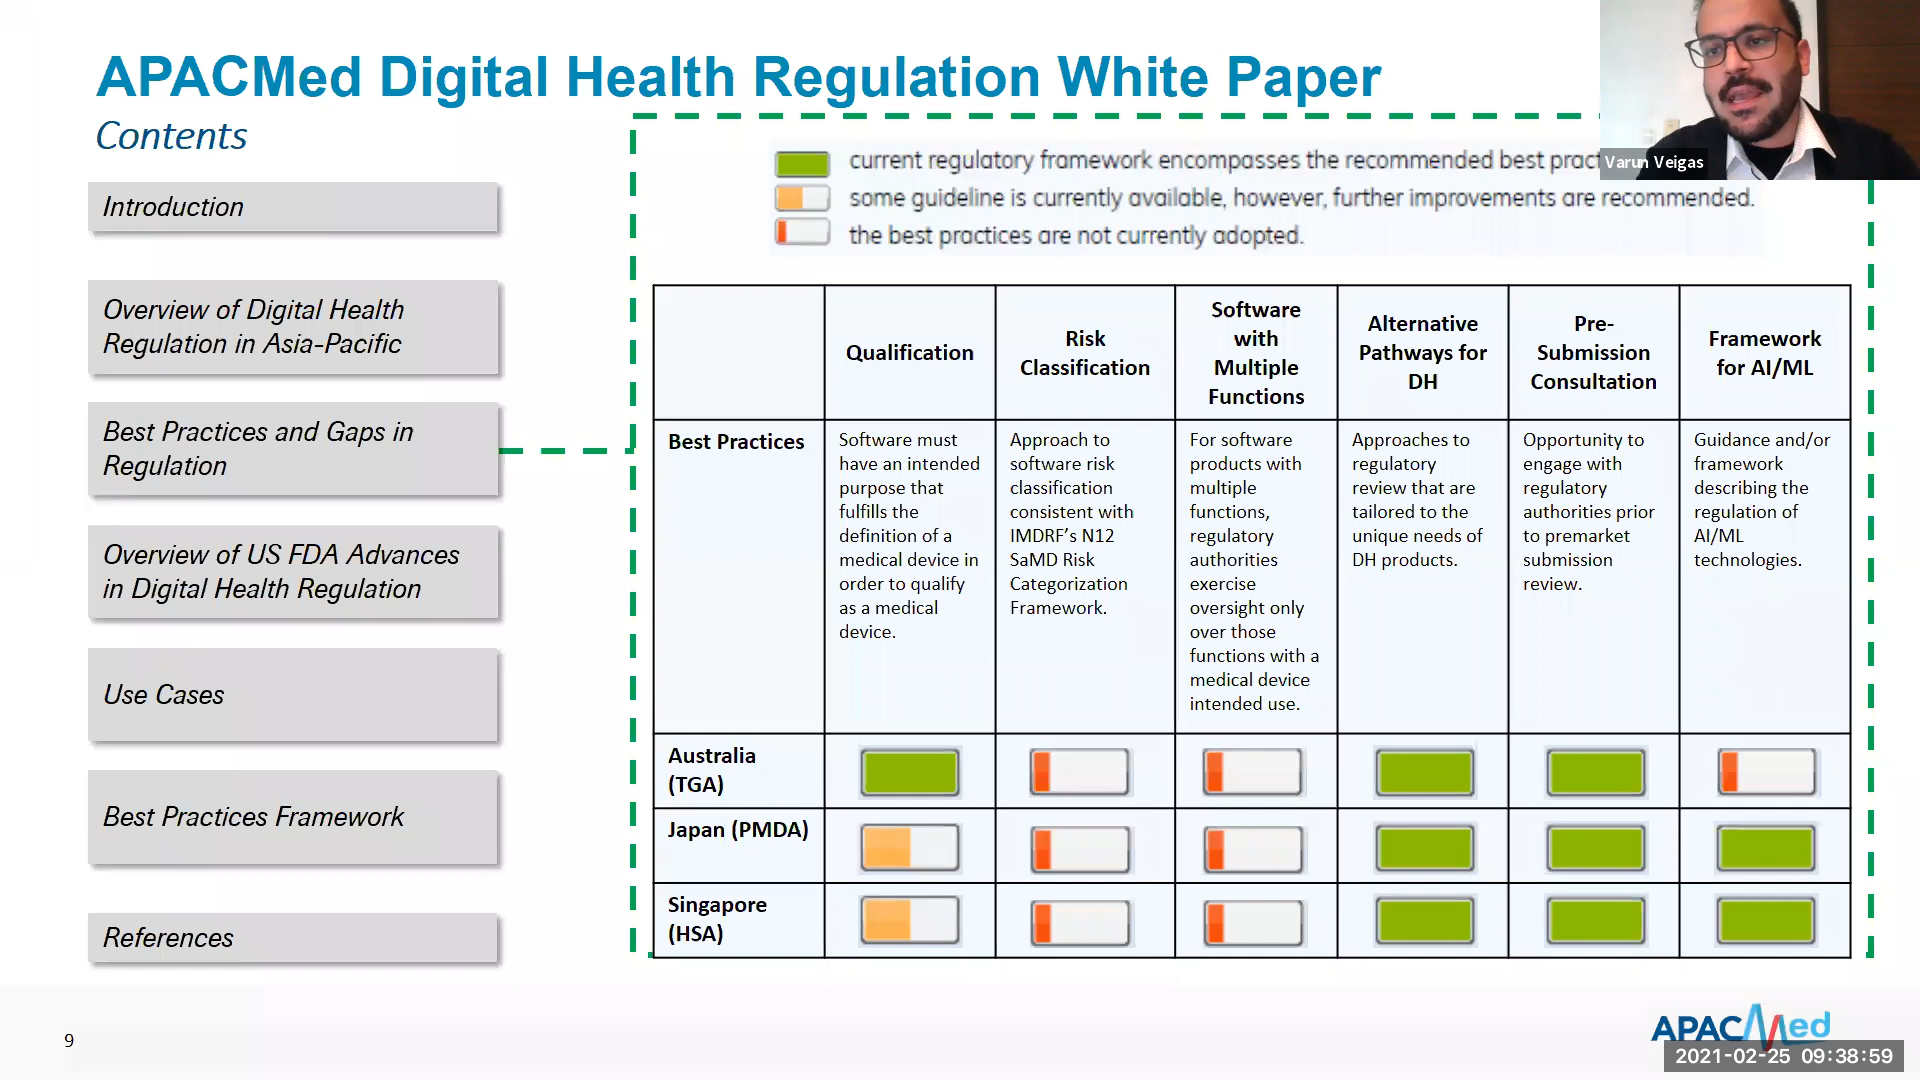 APACMed Digital Health Regulation White Paper
Contents
Introduction
Overview of Digital Health
Regulation in Asia-Pacific
Best Practices and Gaps in
Regulation
Overview of US FDA Advances
in Digital Health Regulation
Use Cases
Best Practices Framework
References
current regulatory framework encompasses the recommended best
some guideline is currently available, however, further improvements are recommended.
the best practices are not currently adopted.
Varun Veigas
Qualification
Risk
Classification
Software
with
Multiple
Functions
Alternative
Pathways for
DH
Pre-
Submission
Consultation
Framework
for AI/ML
Best Practices
Software must
have an intended
purpose that
fulfills the
definition of a
medical device in
order to qualify
as a medical
device.
Approach to
software risk
classification
consistent with
IMDRF's N12
SaMD Risk
Categorization
Framework.
For software
products with
multiple
functions,
regulatory
authorities
exercise
oversight only
over those
functions with a
medical device
intended use.
Approaches to
regulatory
review that are
tailored to the
unique needs of
DH products.
Opportunity to
engage with
regulatory
authorities prior
to premarket
submission
review.
Guidance and/or
framework
describing the
regulation of
AI/ML
technologies.
Australia
(TGA)
Japan (PMDA)
Singapore
(HSA)
9
APACMed
2021-02-25 09:38:59